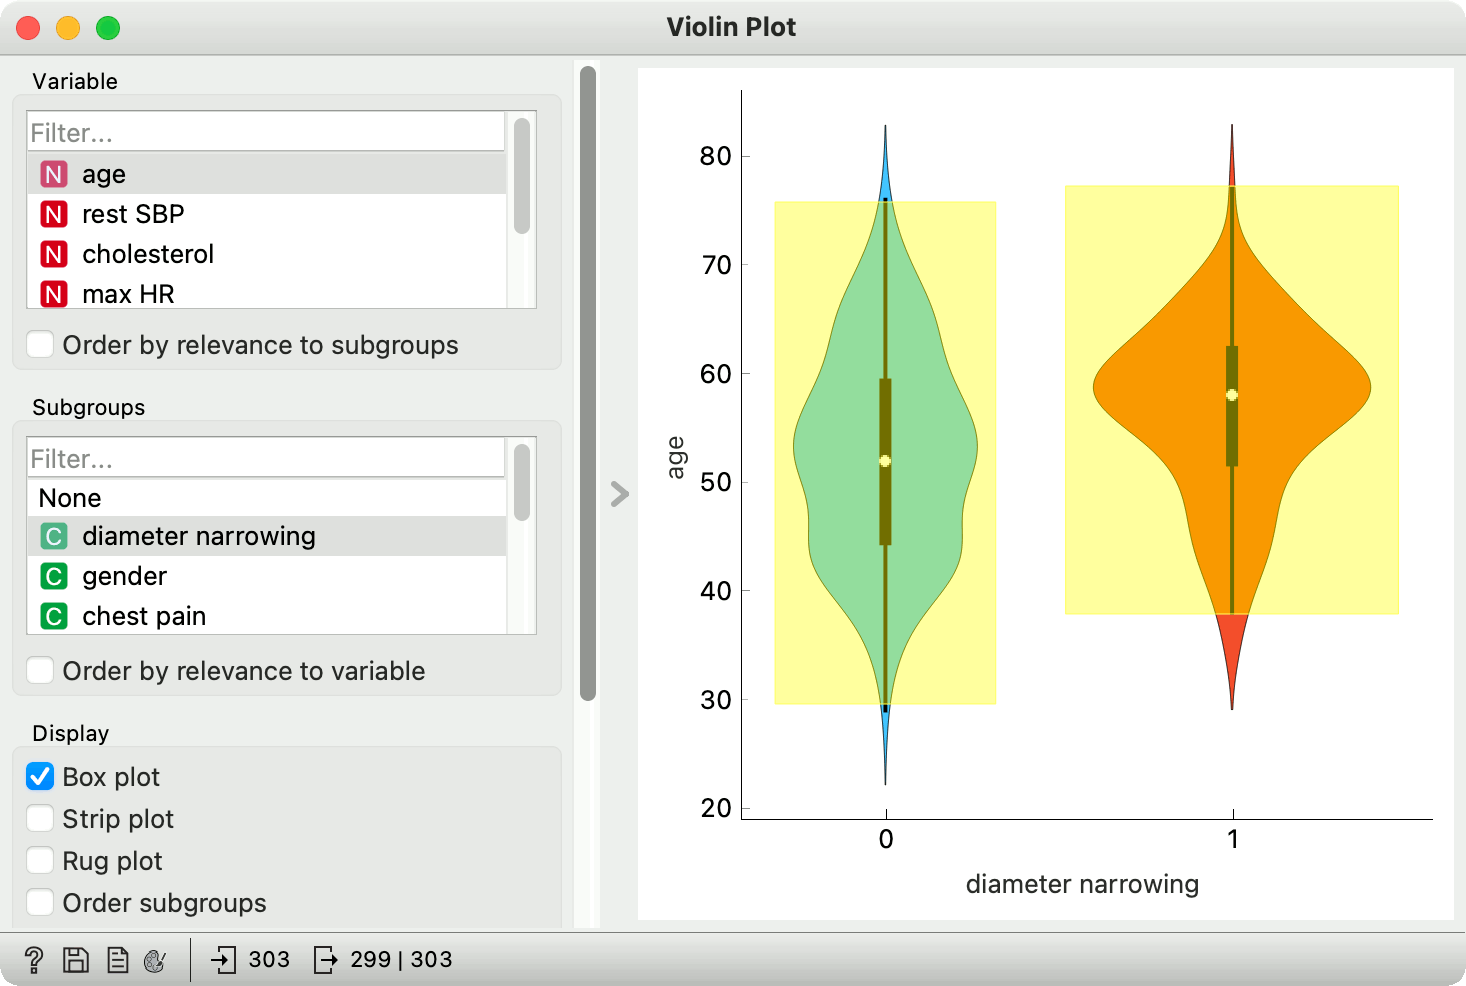 Violin Plot
Variable
Filter...
N age
N rest SBP
N cholesterol
N max HR
Order by relevance to subgroups
Subgroups
Filter...
None
C diameter narrowing
C gender
C chest pain
Order by relevance to variable
Display
Box plot
Strip plot
Rug plot
Order subgroups
? 303 299 | 303
80
70
60
50
40
30
20
age
0 1
diameter narrowing